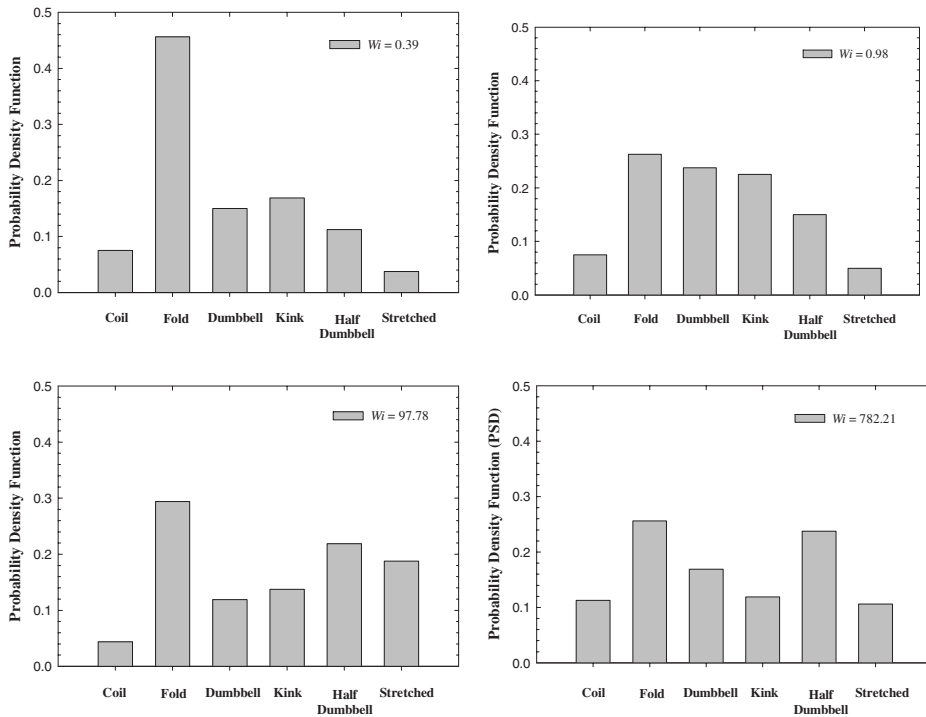 0.5
0.4
0.3
0.2
0.1
0.0
Probability Density Function
Wi = 0.39
Coil Fold Dumbbell Kink Half Stretched
Dumbbell
0.5
0.4
0.3
0.2
0.1
0.0
Probability Density Function
Wi = 0.98
Coil Fold Dumbbell Kink Half Stretched
Dumbbell
0.5
0.4
0.3
0.2
0.1
0.0
Probability Density Function
Wi = 97.78
Coil Fold Dumbbell Kink Half Stretched
Dumbbell
0.5
0.4
0.3
0.2
0.1
0.0
Probability Density Function (PSD)
Wi = 782.21
Coil Fold Dumbbell Kink Half Stretched
Dumbbell